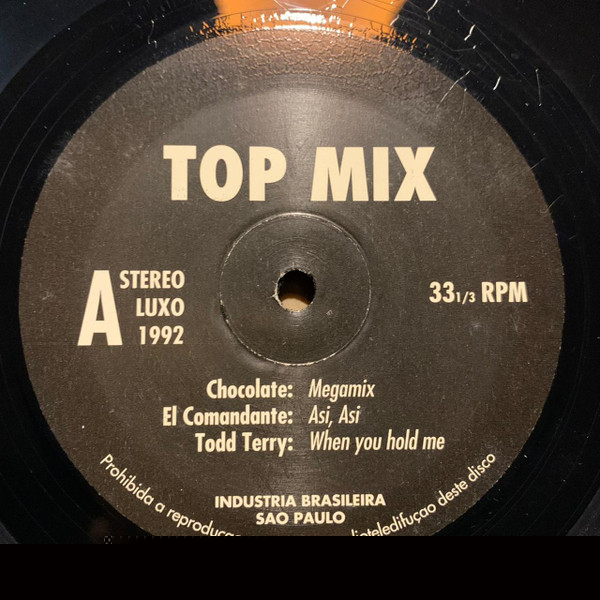 TOP MIX
A STEREO
LUXO
1992
33 1/3 RPM
Chocolate: Megamix
El Comandante: Asi, Asi
Todd Terry: When you hold me
INDUSTRIA BRASILEIRA
SAO PAULO
Prohibida a deste disco